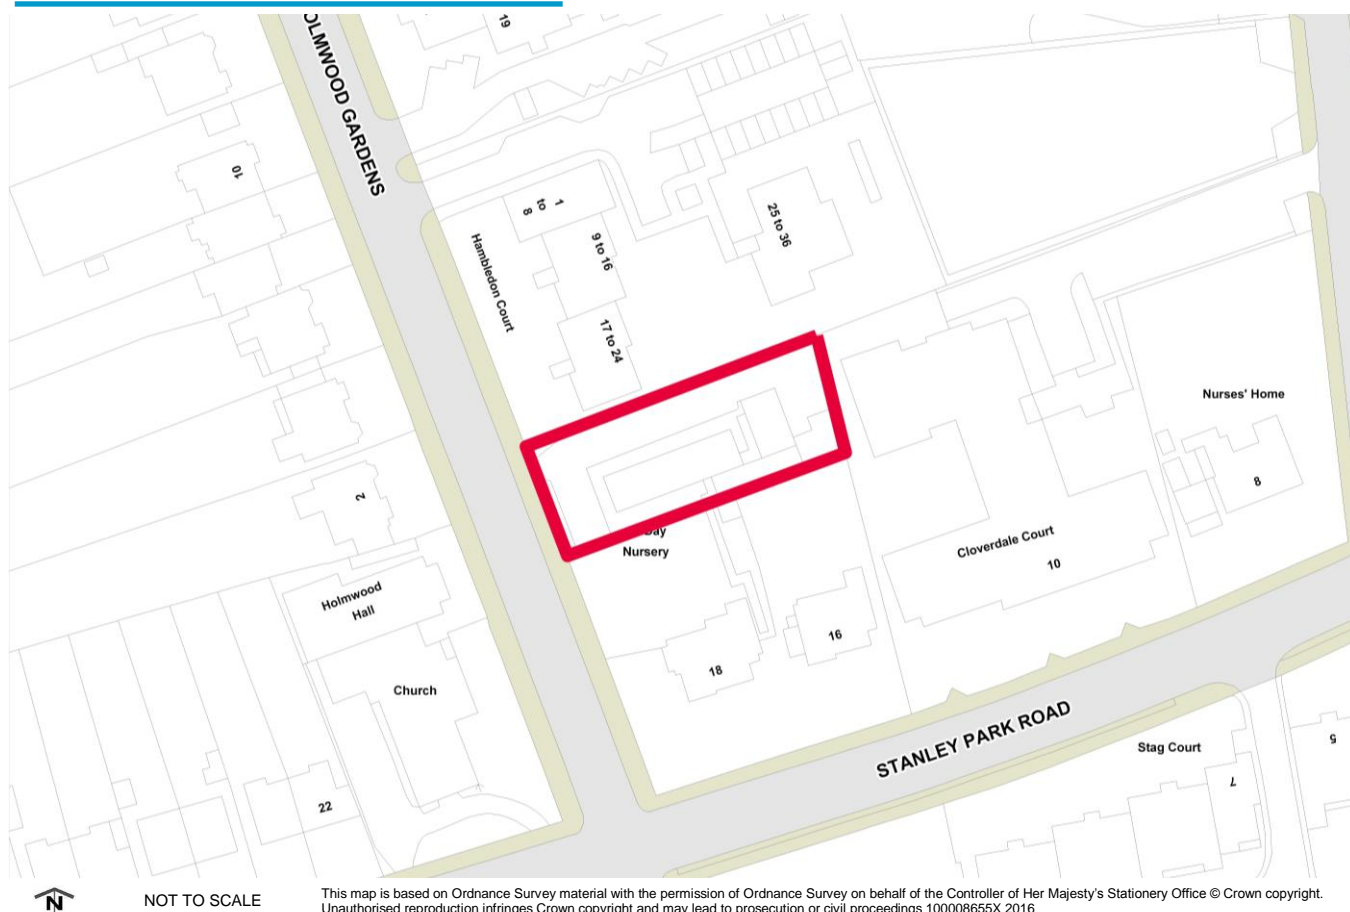 19
OLMWOOD GARDENS
10
1
to
8
Hambledon Court
9 to 16
25 to 36
17 to 24
Nurses' Home
2
8
Day
Nursery
Cloverdale Court
10
Holmwood
Hall
16
18
Church
STANLEY PARK ROAD
Stag Court
5
7
22
N
NOT TO SCALE
This map is based on Ordnance Survey material with the permission of Ordnance Survey on behalf of the Controller of Her Majesty's Stationery Office © Crown copyright.
Unauthorised reproduction infringes Crown copyright and may lead to prosecution or civil proceedings 100008655X 2016